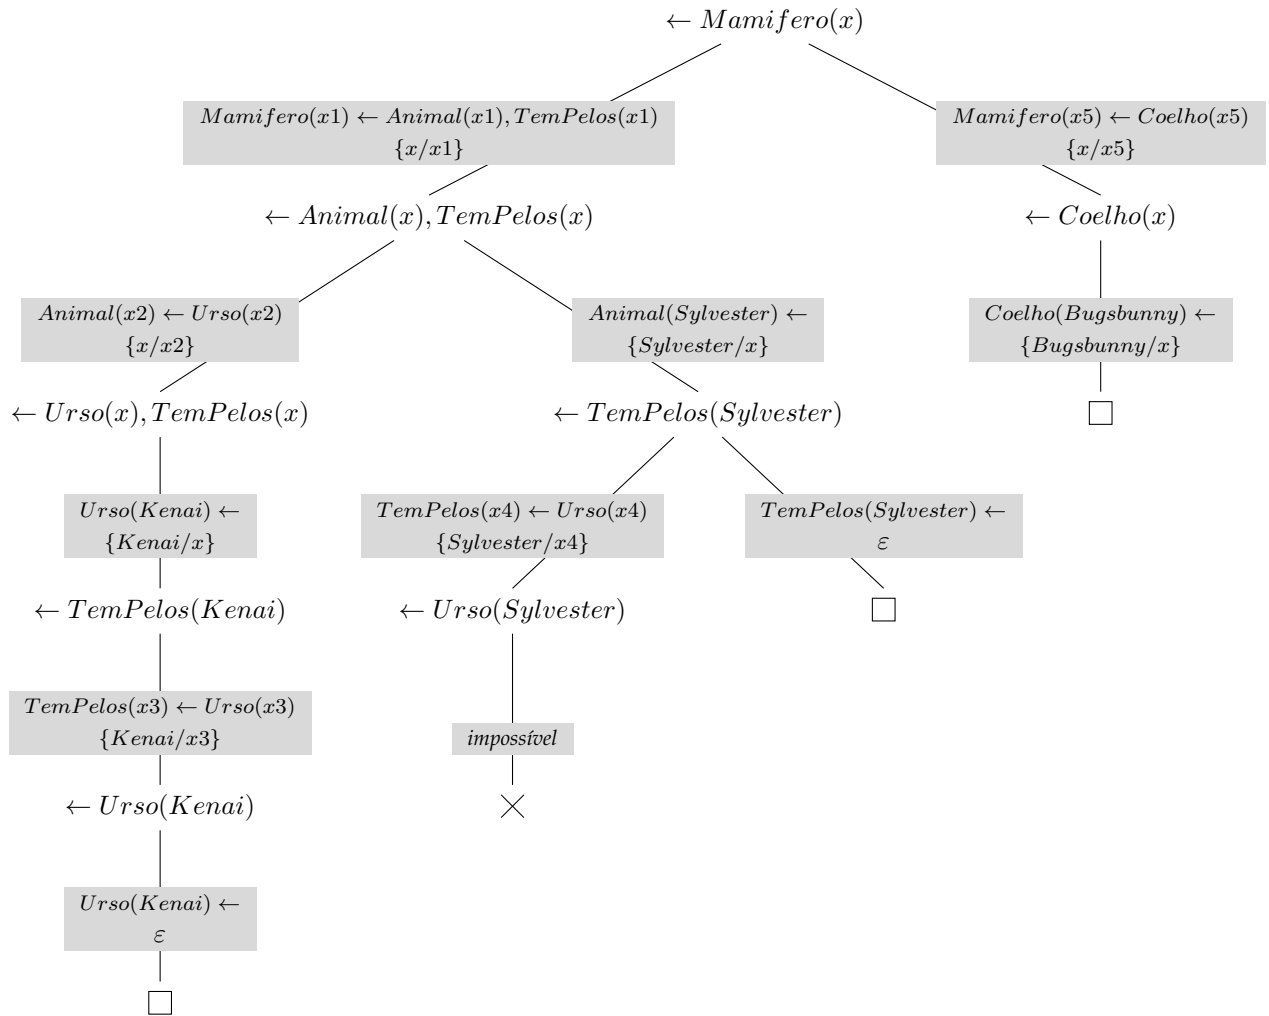 ← Mamifero(x)
Mamifero(x1) ← Animal(x1), TemPelos(x1)
{x/x1}
Mamifero(x5) ← Coelho(x5)
{x/x5}
← Animal(x), TemPelos(x)
← Coelho(x)
Animal(x2) ← Urso(x2)
{x/x2}
Animal(Sylvester) ←
{Sylvester/x}
Coelho(Bugsbunny) ←
{Bugsbunny/x}
← Urso(x), TemPelos(x)
← TemPelos(Sylvester)
□
Urso(Kenai) ←
{Kenai/x}
TemPelos(x4) ← Urso(x4)
{Sylvester/x4}
TemPelos(Sylvester) ←
ε
← TemPelos(Kenai)
← Urso(Sylvester)
□
TemPelos(x3) ← Urso(x3)
{Kenai/x3}
impossível
← Urso(Kenai)
×
Urso(Kenai) ←
ε
□